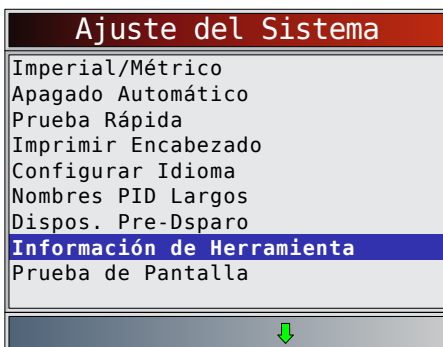 Ajuste del Sistema
Imperial/Métrico
Apagado Automático
Prueba Rápida
Imprimir Encabezado
Configurar Idioma
Nombres PID Largos
Dispos. Pre-Dsparo
Información de Herramienta
Prueba de Pantalla